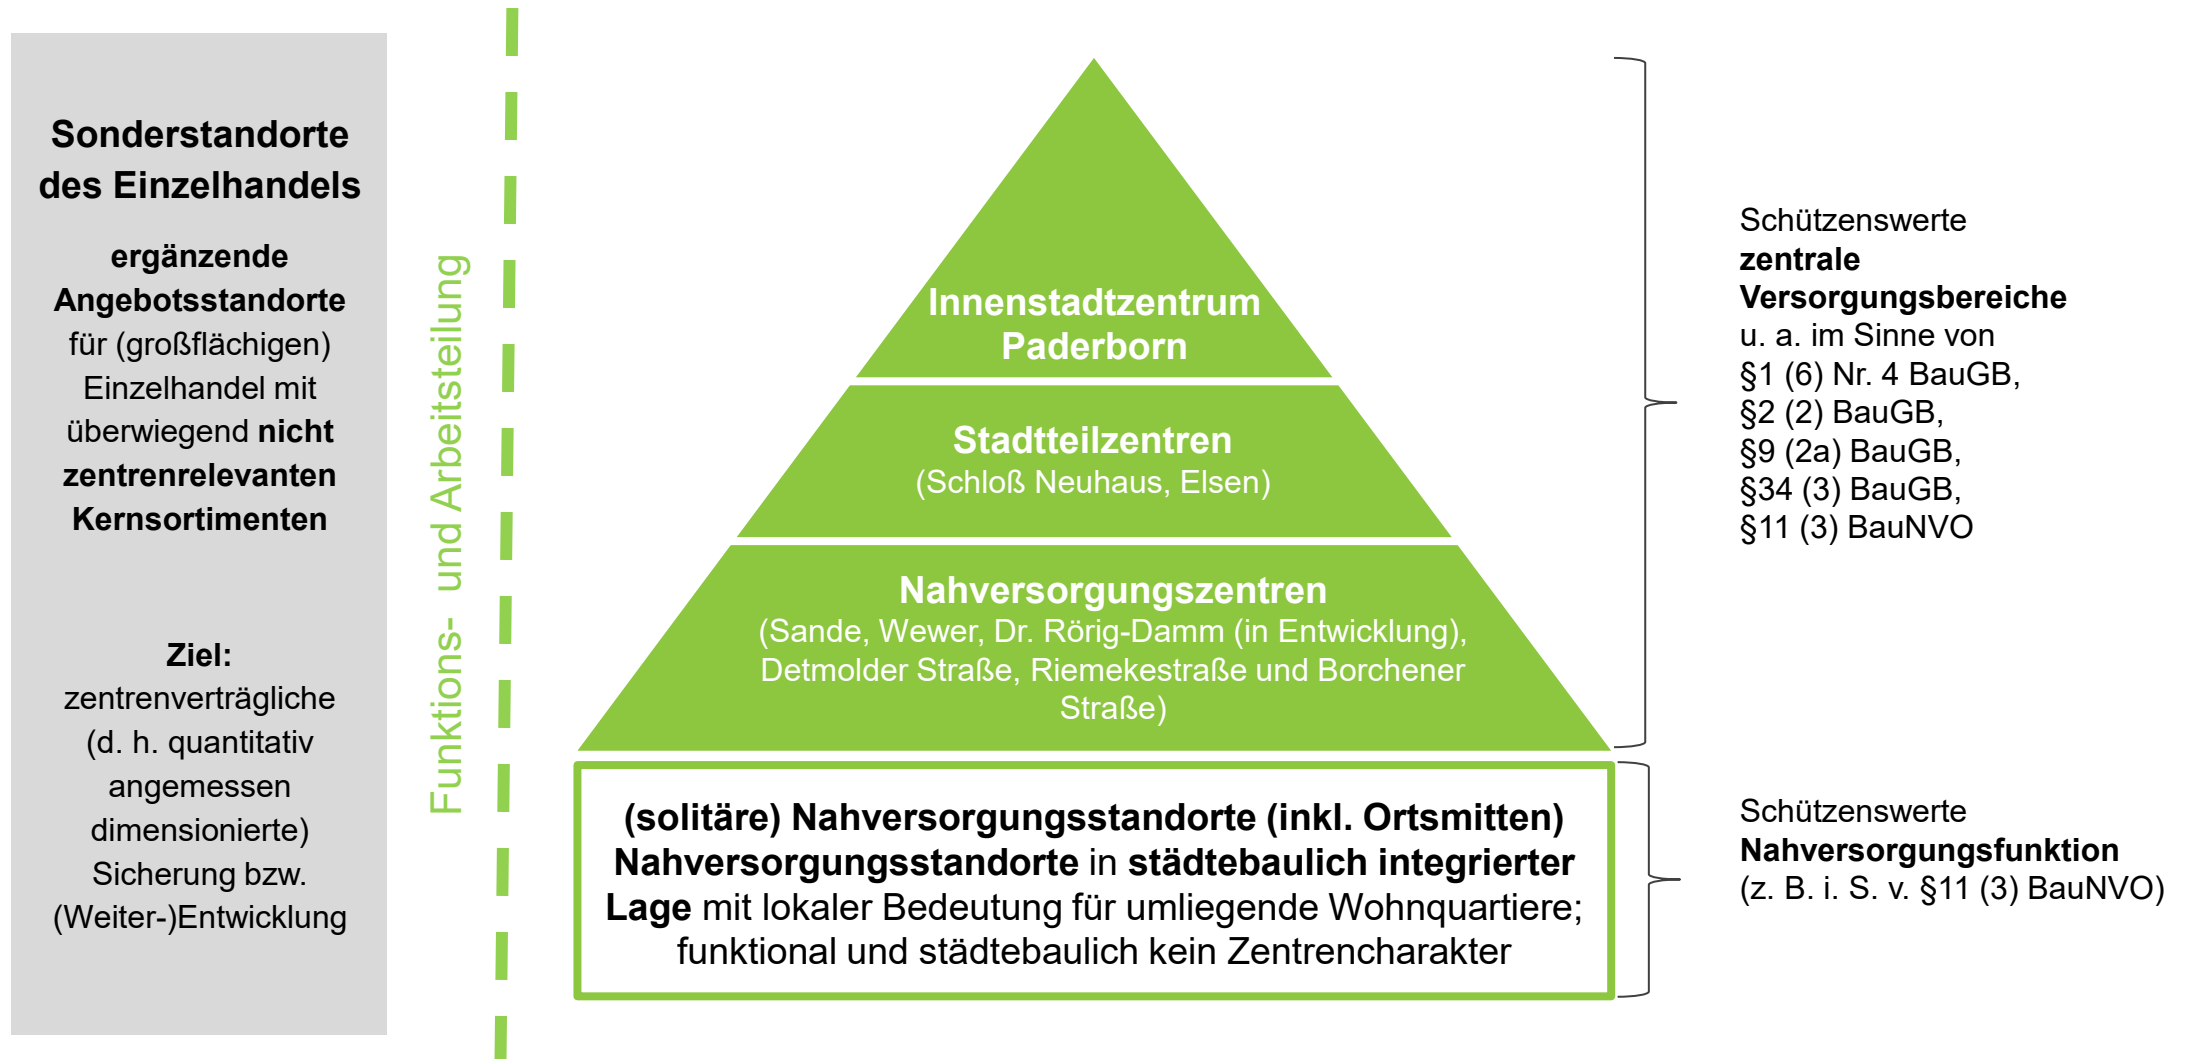 Sonderstandorte
des Einzelhandels
ergänzende
Angebotsstandorte
für (großflächigen)
Einzelhandel mit
überwiegend nicht
zentrenrelevanten
Kernsortimenten
Ziel:
zentrenverträgliche
(d. h. quantitativ
angemessen
dimensionierte)
Sicherung bzw.
(Weiter-)Entwicklung
Funktions- und Arbeitsteilung
Innenstadtzentrum
Paderborn
Stadtteilzentren
(Schloß Neuhaus, Elsen)
Nahversorgungszentren
(Sande, Wewer, Dr. Rörig-Damm (in Entwicklung),
Detmolder Straße, Riemekestraße und Borchener
Straße)
(solitäre) Nahversorgungsstandorte (inkl. Ortsmitten)
Nahversorgungsstandorte in städtebaulich integrierter
Lage mit lokaler Bedeutung für umliegende Wohnquartiere;
funktional und städtebaulich kein Zentrencharakter
Schützenswerte
zentrale
Versorgungsbereiche
u. a. im Sinne von
§1 (6) Nr. 4 BauGB,
§2 (2) BauGB,
§9 (2a) BauGB,
§34 (3) BauGB,
§11 (3) BauNVO
Schützenswerte
Nahversorgungsfunktion
(z. B. i. S. v. §11 (3) BauNVO)